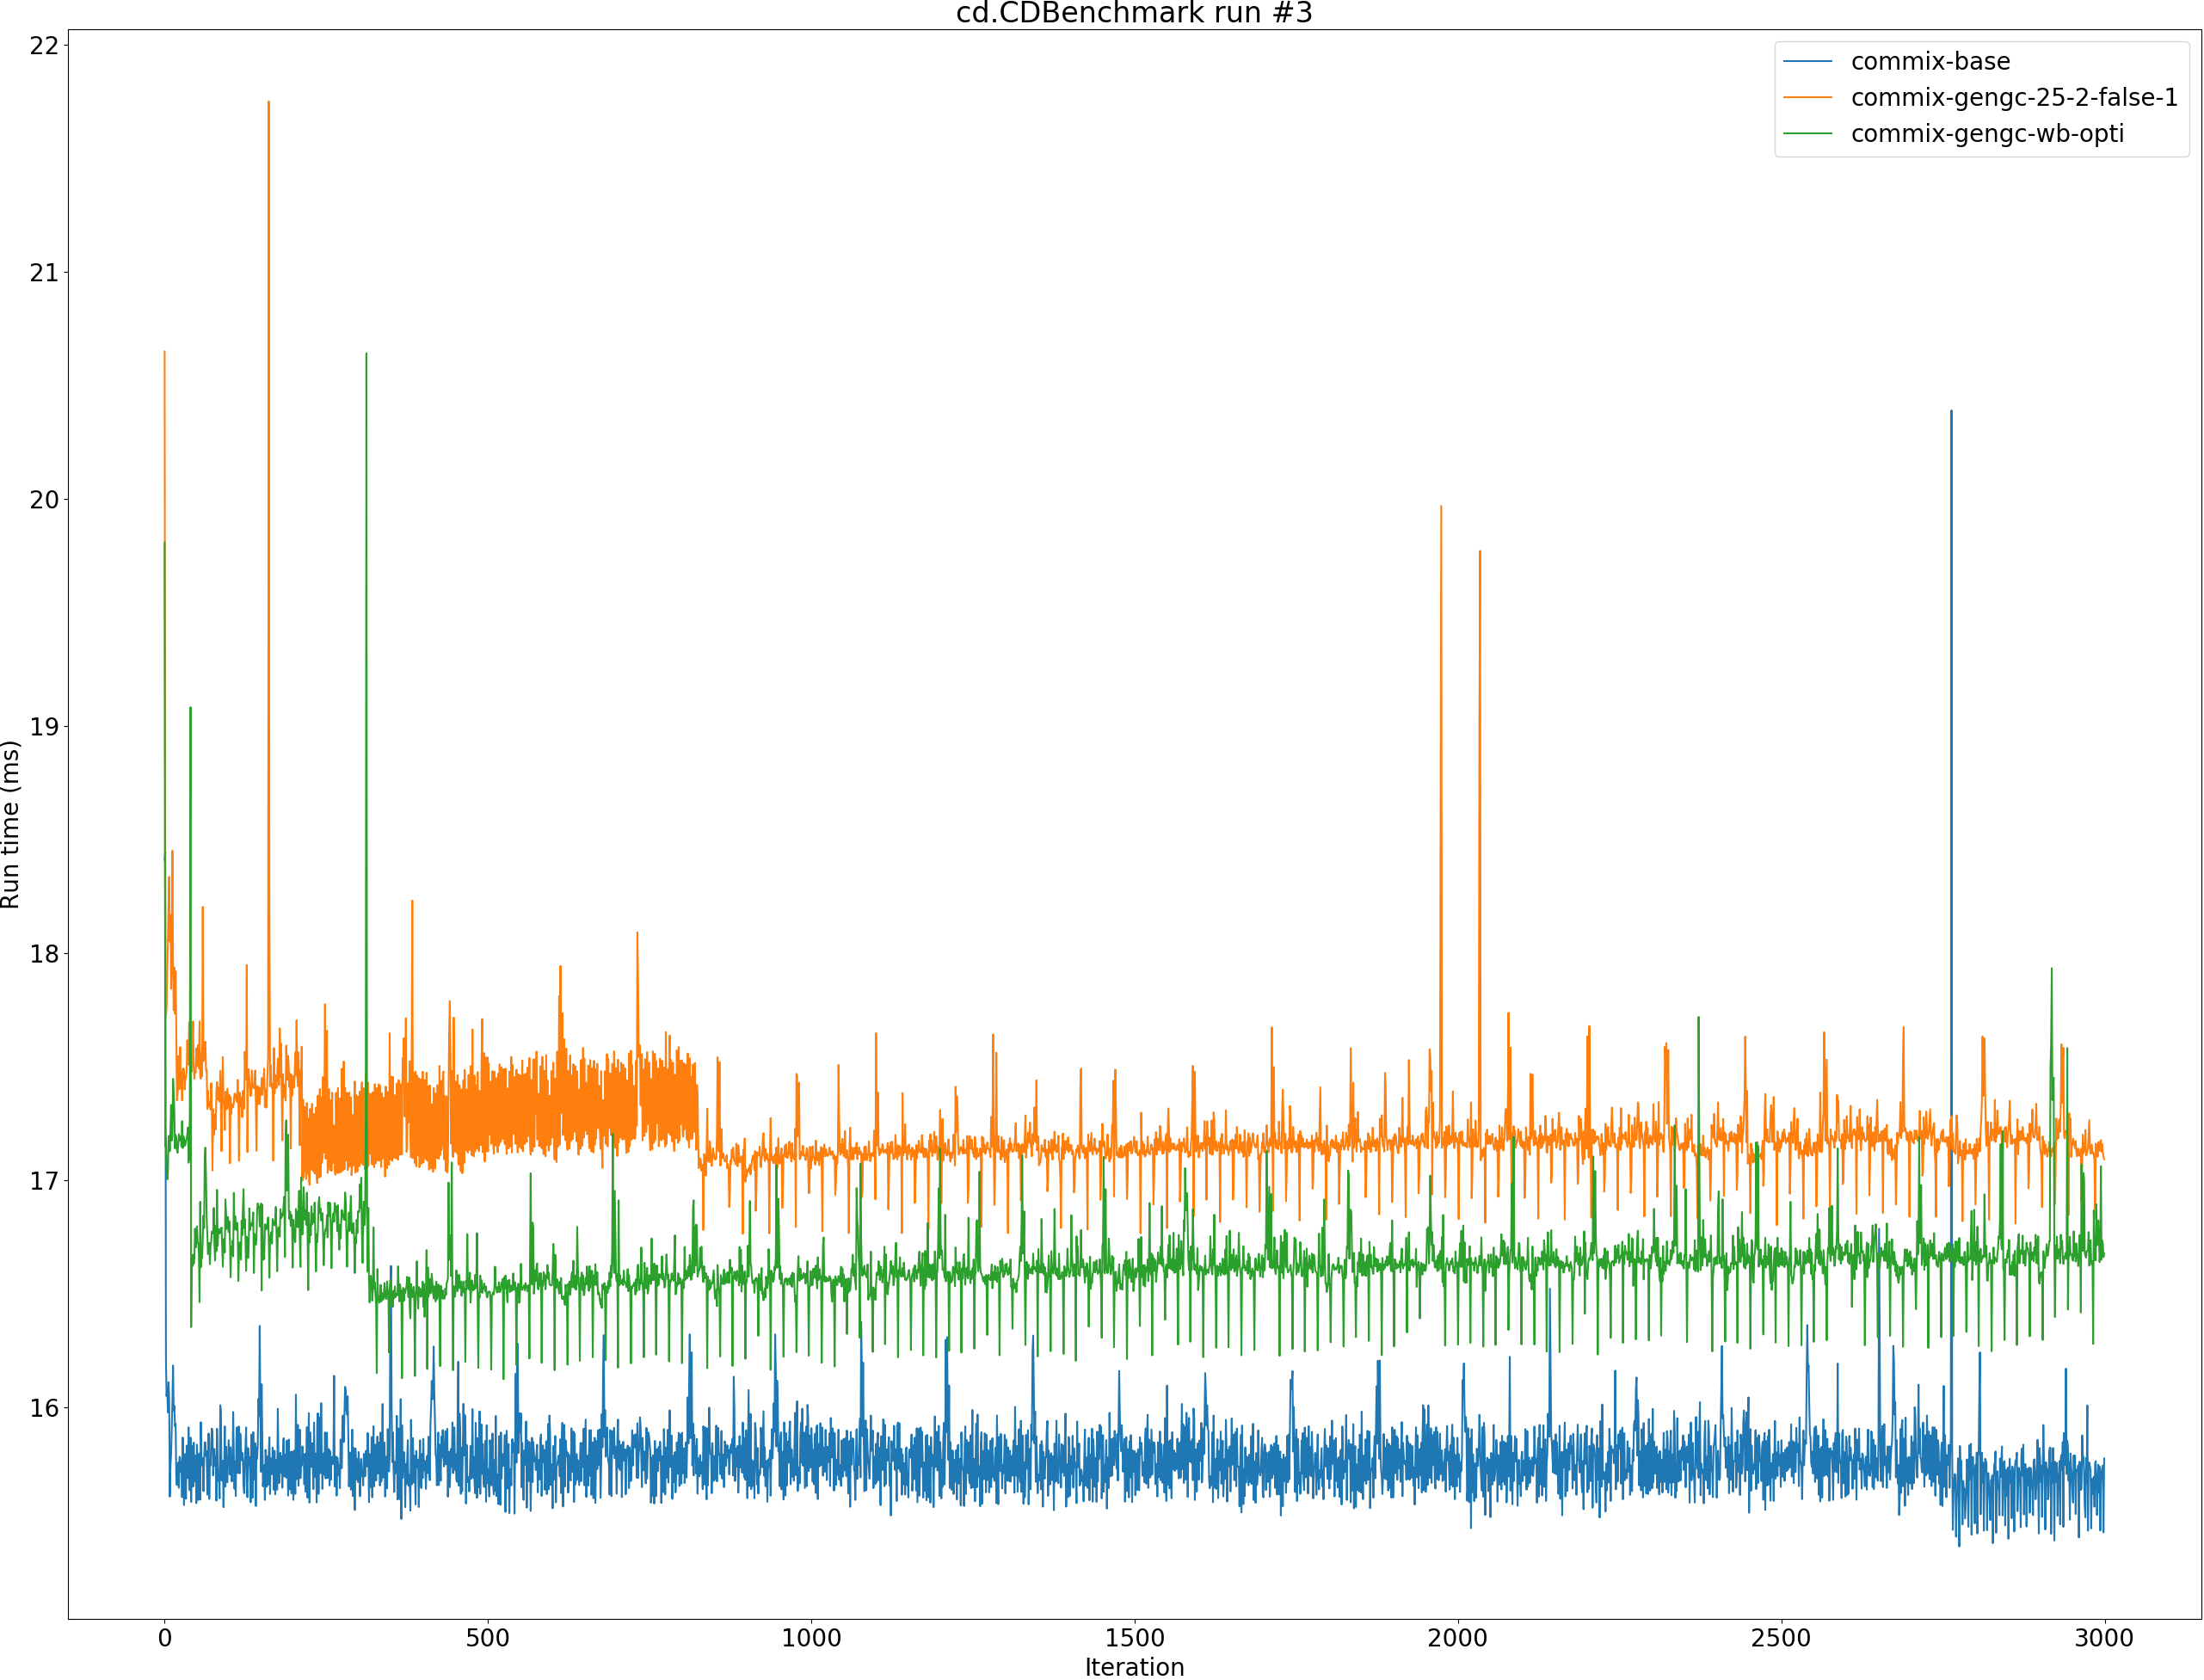 cd.CDBenchmark run #3
commix-base
commix-gengc-25-2-false-1
commix-gengc-wb-opti
Run time (ms)
22
21
20
19
18
17
16
0
500
1000
1500
2000
2500
3000
Iteration